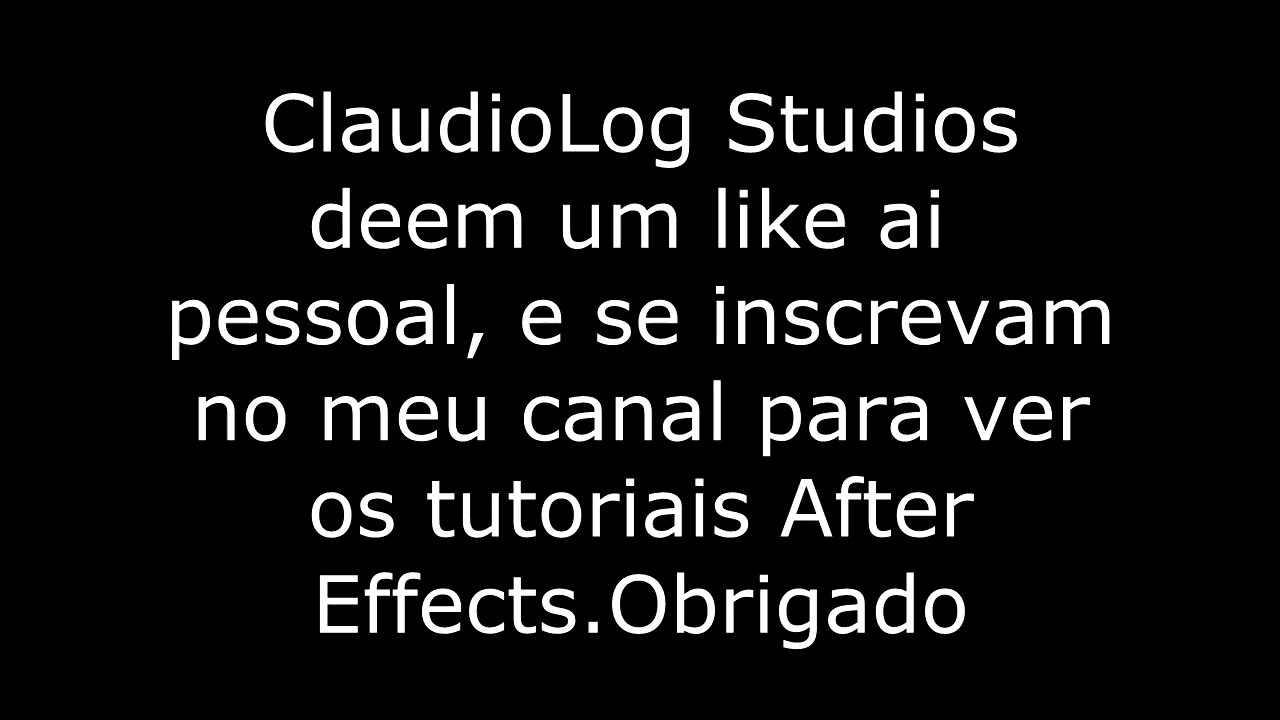 ClaudioLog Studios
deem um like ai
pessoal, e se inscrevam
no meu canal para ver
os tutoriais After
Effects.Obrigado